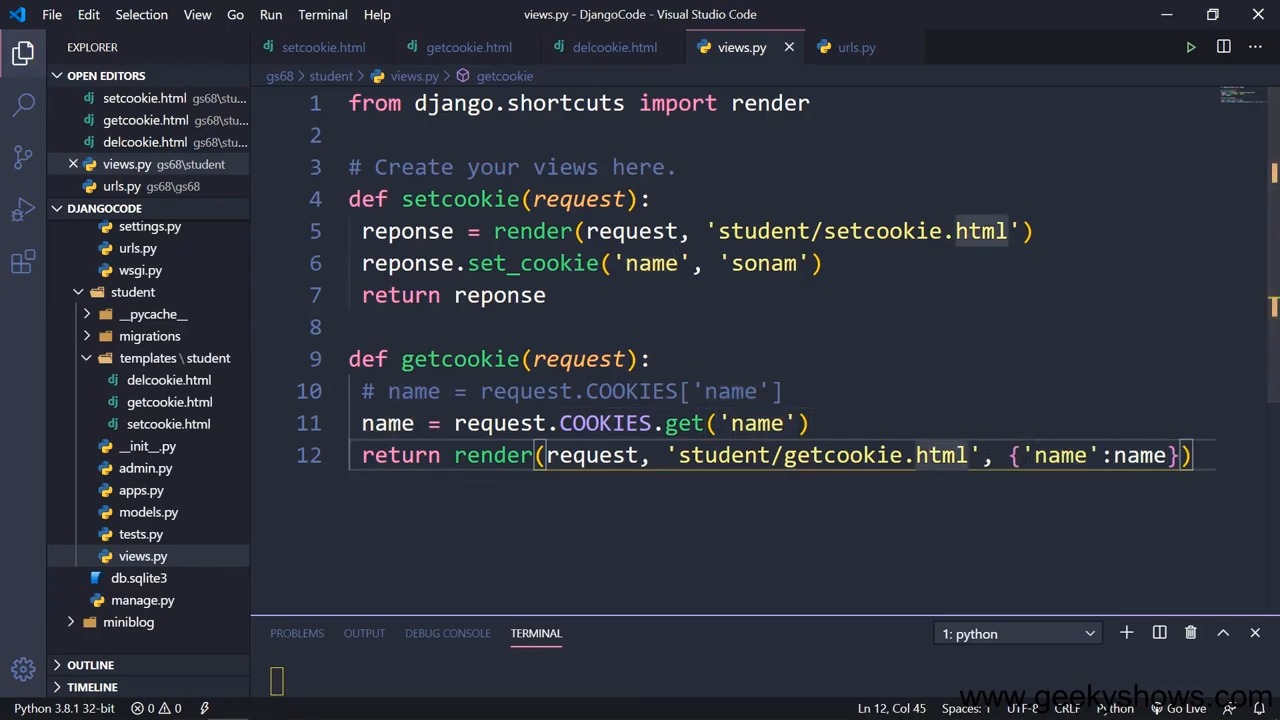 File Edit Selection View Go Run Terminal Help views.py - DjangoCode - Visual Studio Code
EXPLORER
OPEN EDITORS
setcookie.html gs68\stu...
getcookie.html gs68\stu...
delcookie.html gs68\stu...
views.py gs68\student
urls.py gs68\gs68
DJANGOCODE
settings.py
urls.py
wsgi.py
student
__pycache__
migrations
templates \ student
delcookie.html
getcookie.html
setcookie.html
__init__.py
admin.py
apps.py
models.py
tests.py
views.py
db.sqlite3
manage.py
miniblog
OUTLINE
TIMELINE
setcookie.html getcookie.html delcookie.html views.py urls.py
gs68 > student > views.py > getcookie
1 from django.shortcuts import render
2
3 # Create your views here.
4 def setcookie(request):
5 reponse = render(request, 'student/setcookie.html')
6 reponse.set_cookie('name', 'sonam')
7 return reponse
8
9 def getcookie(request):
10 # name = request.COOKIES['name']
11 name = request.COOKIES.get('name')
12 return render(request, 'student/getcookie.html', {'name':name})
PROBLEMS OUTPUT DEBUG CONSOLE TERMINAL 1: python
www.geekyshows.com
Python 3.8.1 32-bit 0 0 Ln 12, Col 45 Spaces: 1 UTF-8 CRLF Python Go Live